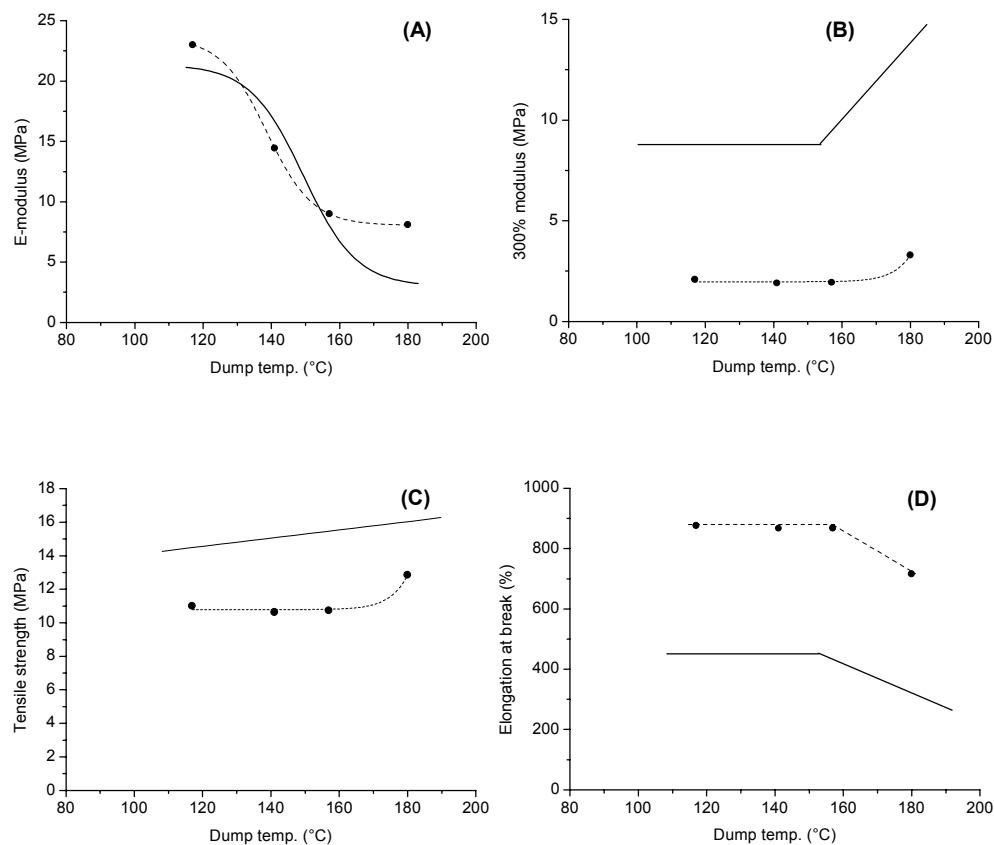 (A)
E-modulus (MPa)
25
20
15
10
5
0
80 100 120 140 160 180 200
Dump temp. (°C)
(B)
300% modulus (MPa)
15
10
5
0
80 100 120 140 160 180 200
Dump temp. (°C)
(C)
Tensile strength (MPa)
18
16
14
12
10
8
6
4
2
0
80 100 120 140 160 180 200
Dump temp. (°C)
(D)
Elongation at break (%)
1000
800
600
400
200
0
80 100 120 140 160 180 200
Dump temp. (°C)